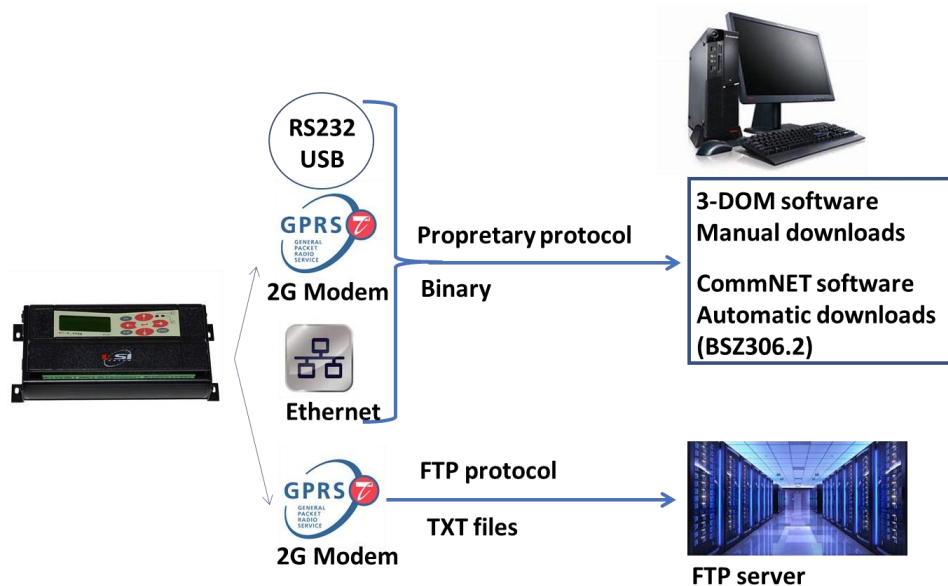 RS232
USB
GPRS
GENERAL
PACKET
RADIO
SERVICE
2G Modem
Ethernet
Propretary protocol
Binary
3-DOM software
Manual downloads
CommNET software
Automatic downloads
(BSZ306.2)
GPRS
GENERAL
PACKET
RADIO
SERVICE
2G Modem
FTP protocol
TXT files
FTP server